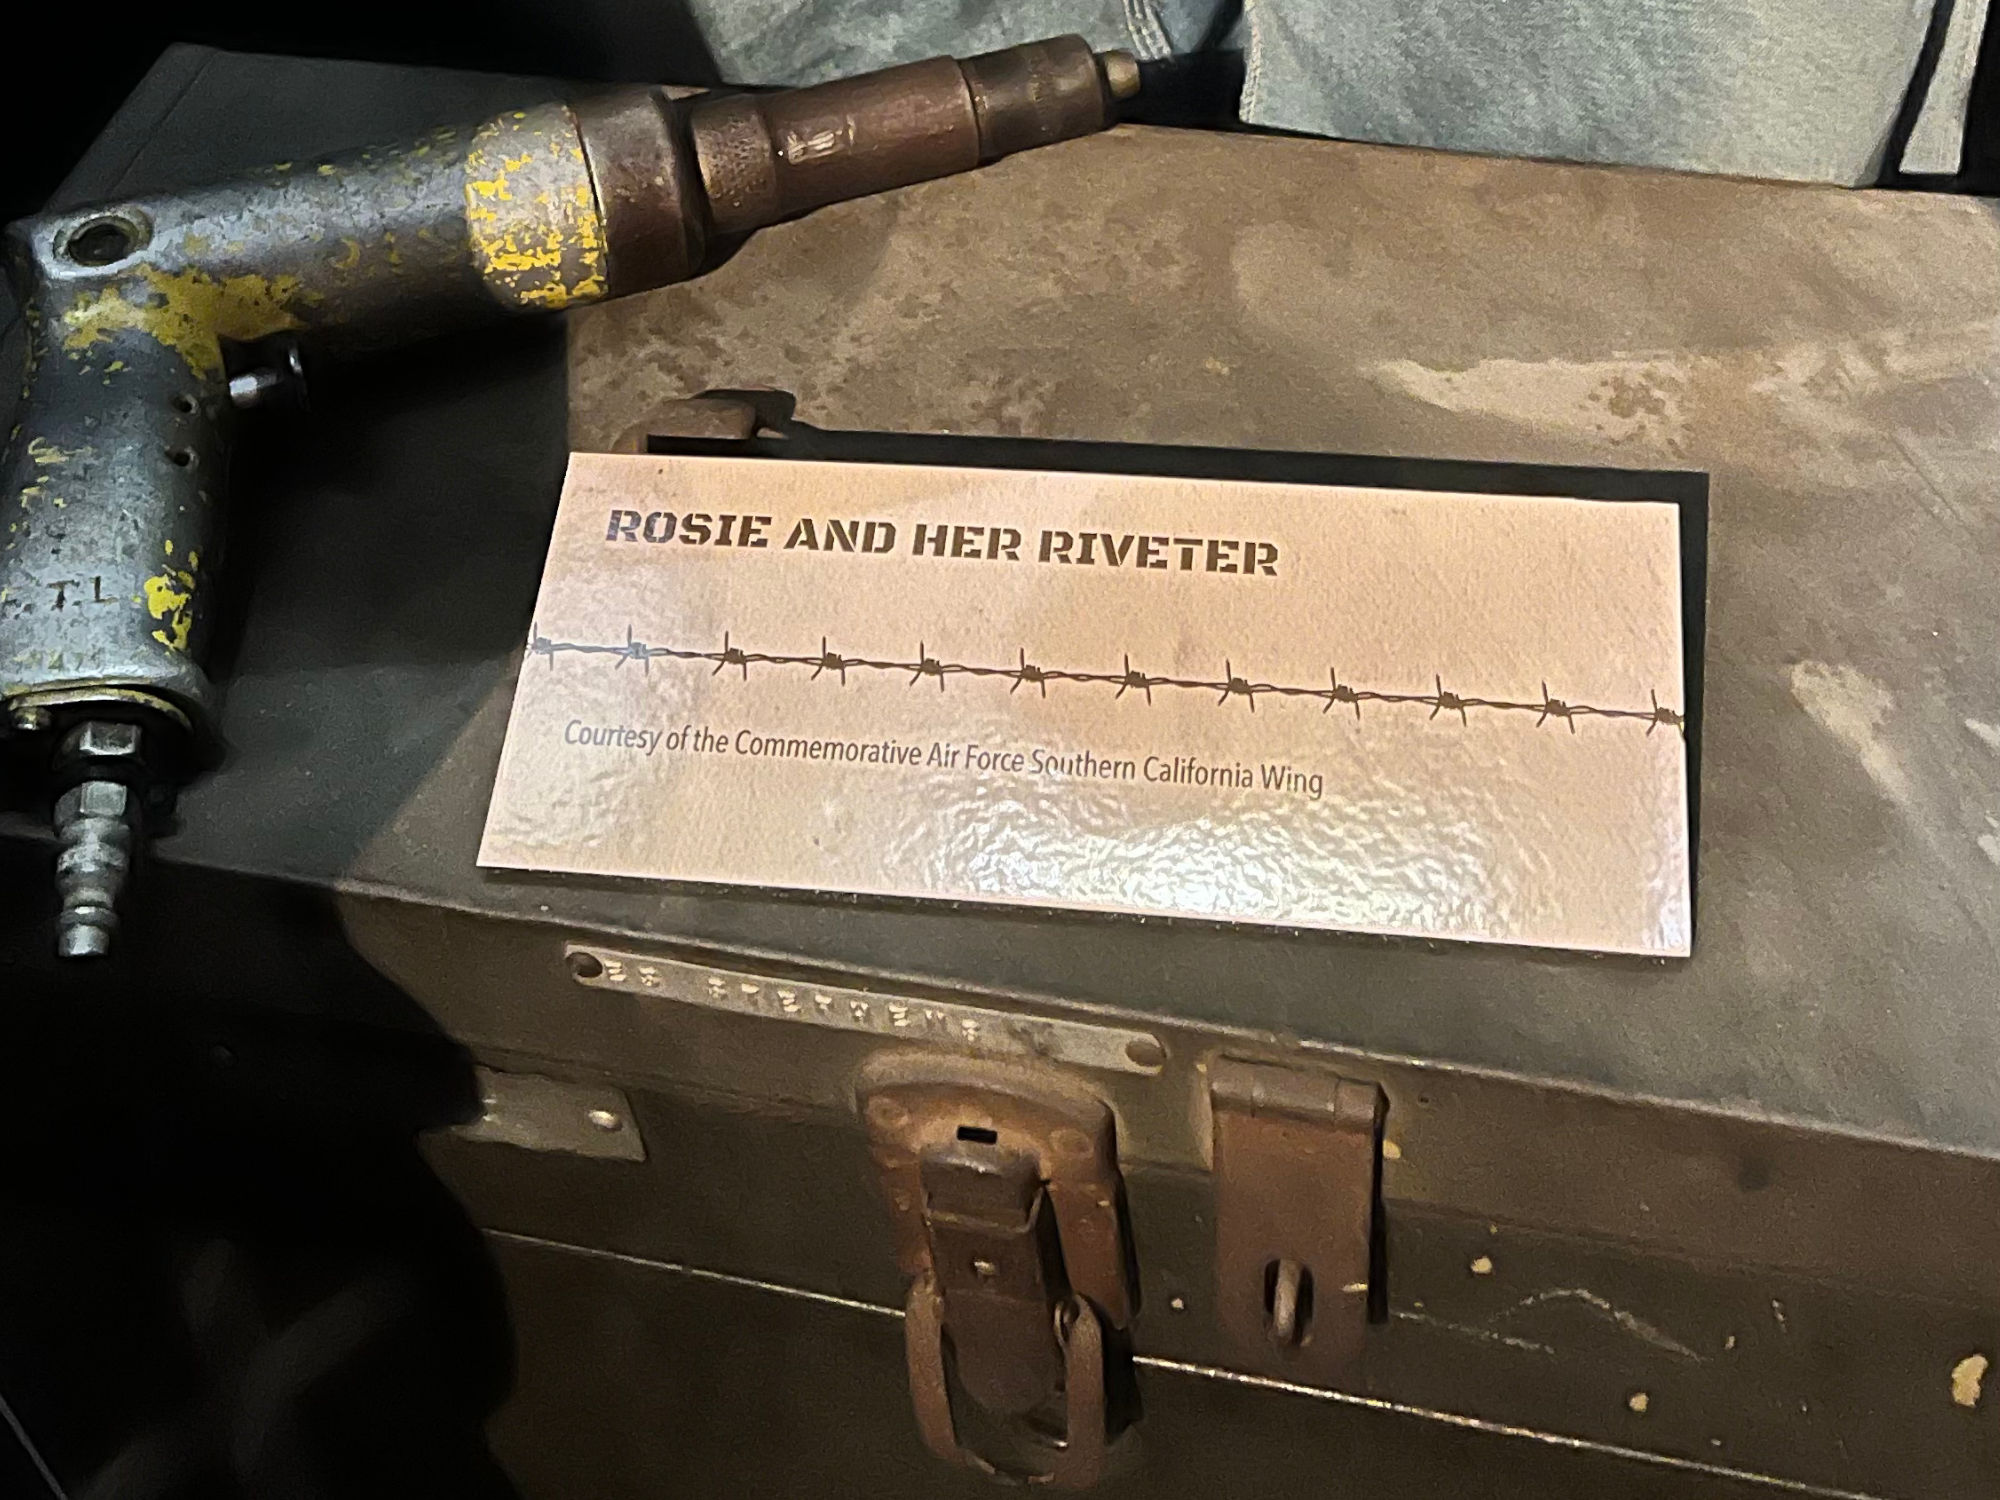 ROSIE AND HER RIVETER
Courtesy of the Commemorative Air Force Southern California Wing
T L